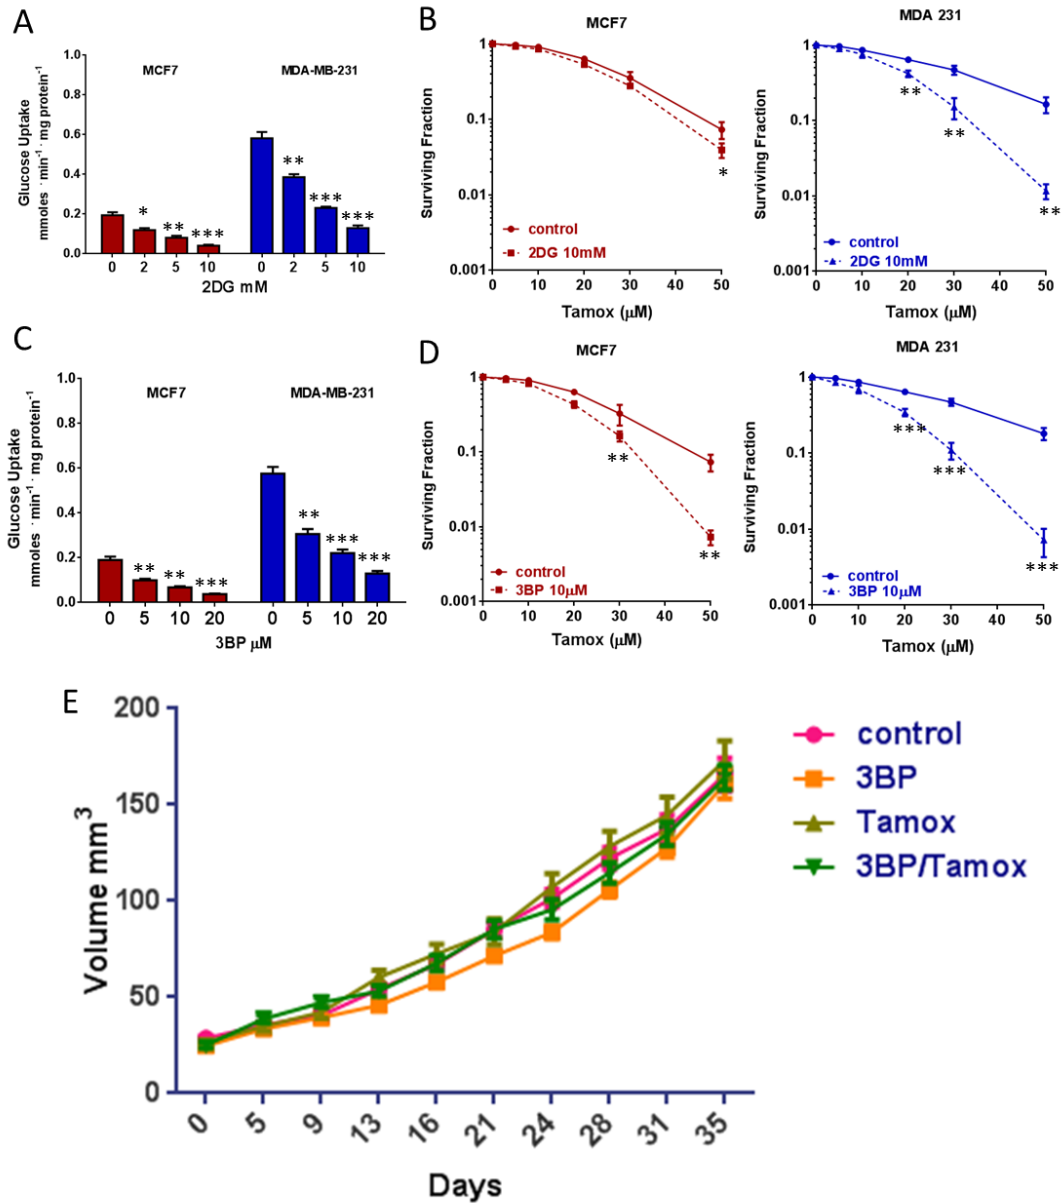 A
MCF7
MDA-MB-231
Glucose Uptake
mmoles · min⁻¹ · mg protein⁻¹
1.0
0.8
0.6
0.4
0.2
0.0
* ** *** ** *** ***
0 2 5 10 0 2 5 10
2DG mM
B
MCF7
Surviving Fraction
1
0.1
0.01
0.001
*
control
2DG 10mM
0 10 20 30 40 50
Tamox (μM)
MDA 231
Surviving Fraction
1
0.1
0.01
0.001
** ** **
control
2DG 10mM
0 10 20 30 40 50
Tamox (μM)
C
MCF7
MDA-MB-231
Glucose Uptake
mmoles · min⁻¹ · mg protein⁻¹
1.0
0.8
0.6
0.4
0.2
0.0
** ** *** ** *** ***
0 5 10 20 0 5 10 20
3BP μM
D
MCF7
Surviving Fraction
1
0.1
0.01
0.001
** **
control
3BP 10μM
0 10 20 30 40 50
Tamox (μM)
MDA 231
Surviving Fraction
1
0.1
0.01
0.001
*** *** ***
control
3BP 10μM
0 10 20 30 40 50
Tamox (μM)
E
Volume mm³
200
150
100
50
0
0 5 9 13 16 21 24 28 31 35
Days
control
3BP
Tamox
3BP/Tamox